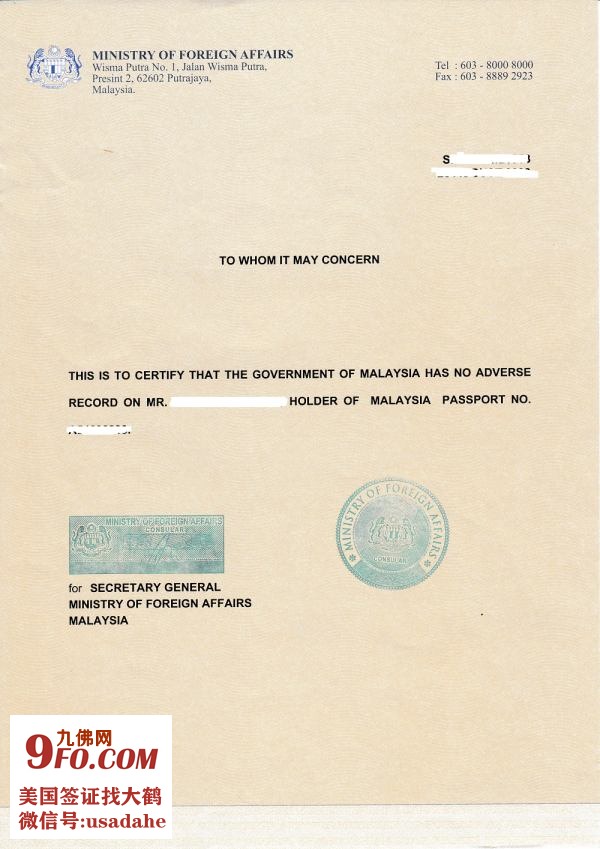 MINISTRY OF FOREIGN AFFAIRS
Wisma Putra No. 1, Jalan Wisma Putra,
Presint 2, 62602 Putrajaya,
Malaysia.
Tel : 603 - 8000 8000
Fax : 603 - 8889 2923
TO WHOM IT MAY CONCERN
THIS IS TO CERTIFY THAT THE GOVERNMENT OF MALAYSIA HAS NO ADVERSE
RECORD ON MR. HOLDER OF MALAYSIA PASSPORT NO.
MINISTRY OF FOREIGN AFFAIRS
CONSULAR
MINISTRY OF FOREIGN AFFAIRS
CONSULAR
for SECRETARY GENERAL
MINISTRY OF FOREIGN AFFAIRS
MALAYSIA
九佛网
9FO.COM
美国签证找大鹤
微信号:usadahe